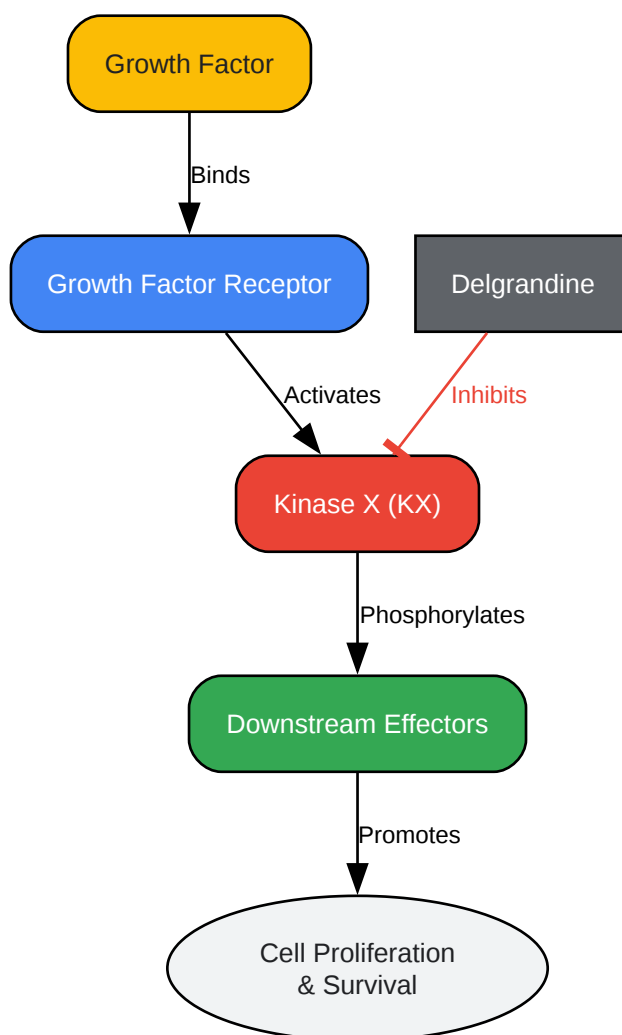 Growth Factor
Binds
Growth Factor Receptor
Delgrandine
Activates
Inhibits
Kinase X (KX)
Phosphorylates
Downstream Effectors
Promotes
Cell Proliferation
& Survival